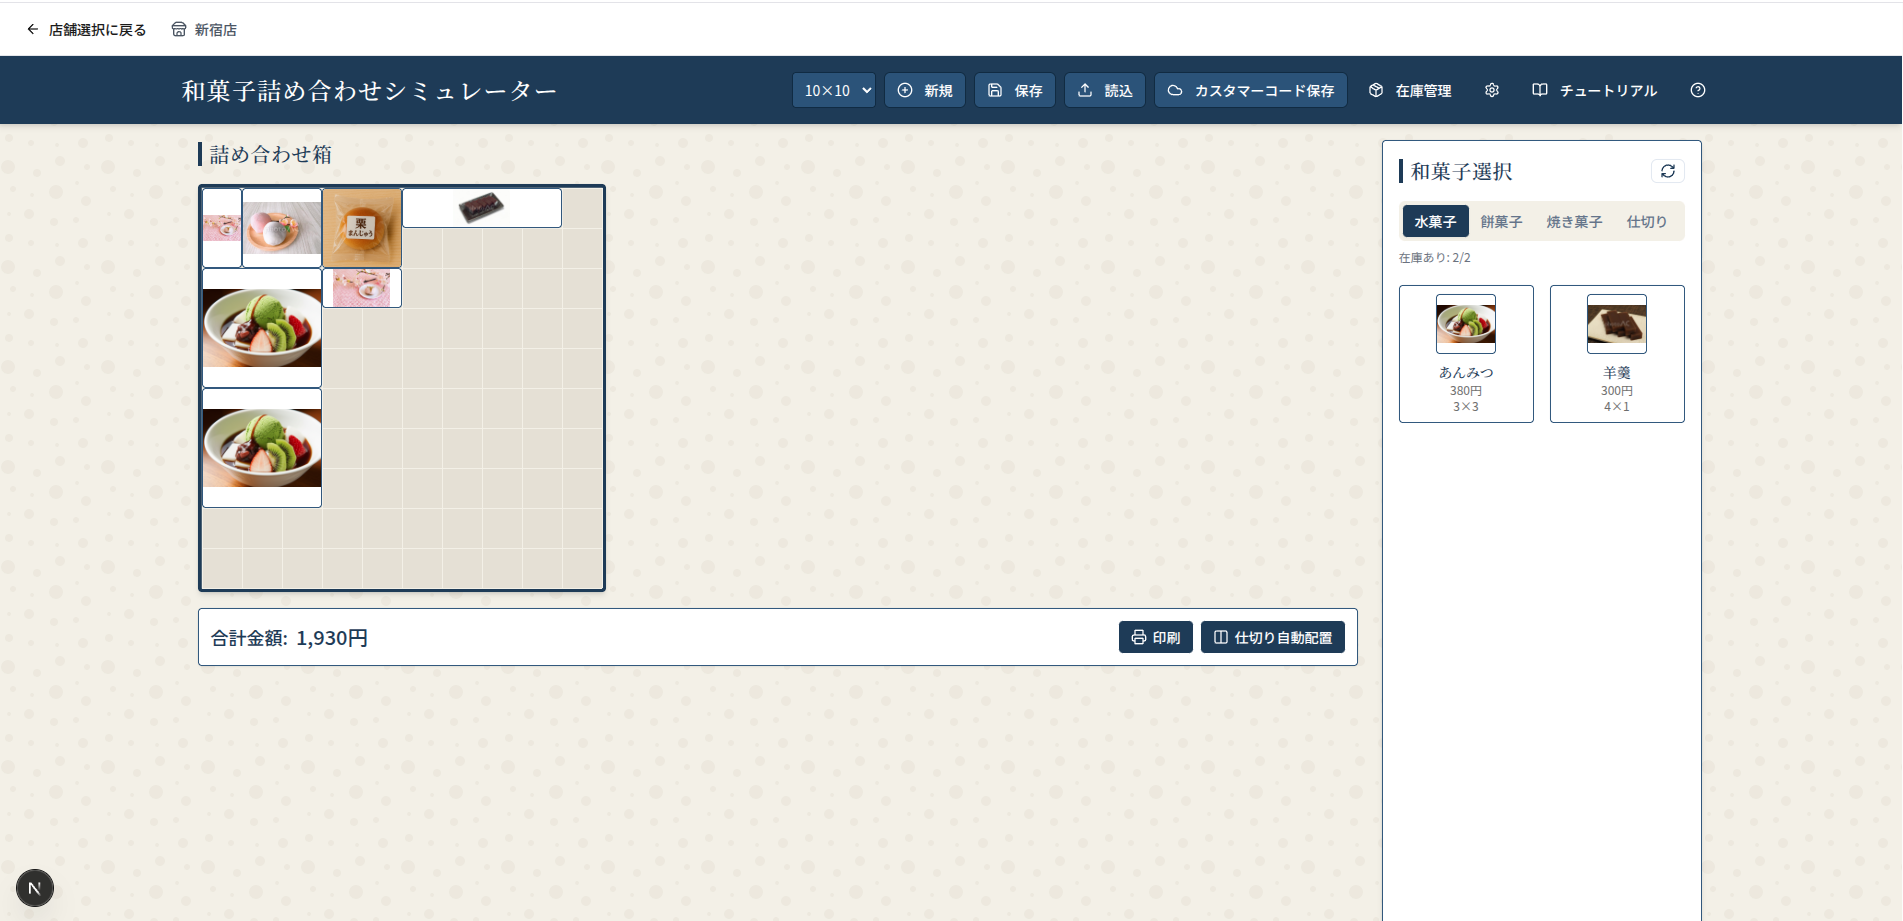 店舗選択に戻る 新宿店
和菓子詰め合わせシミュレーター 10×10 新規 保存 読込 カスタマーコード保存 在庫管理 チュートリアル
詰め合わせ箱
栗
まんじゅう
合計金額: 1,930円 印刷 仕切り自動配置
和菓子選択
水菓子 餅菓子 焼き菓子 仕切り
在庫あり: 2/2
あんみつ
380円
3×3
羊羹
300円
4×1
N